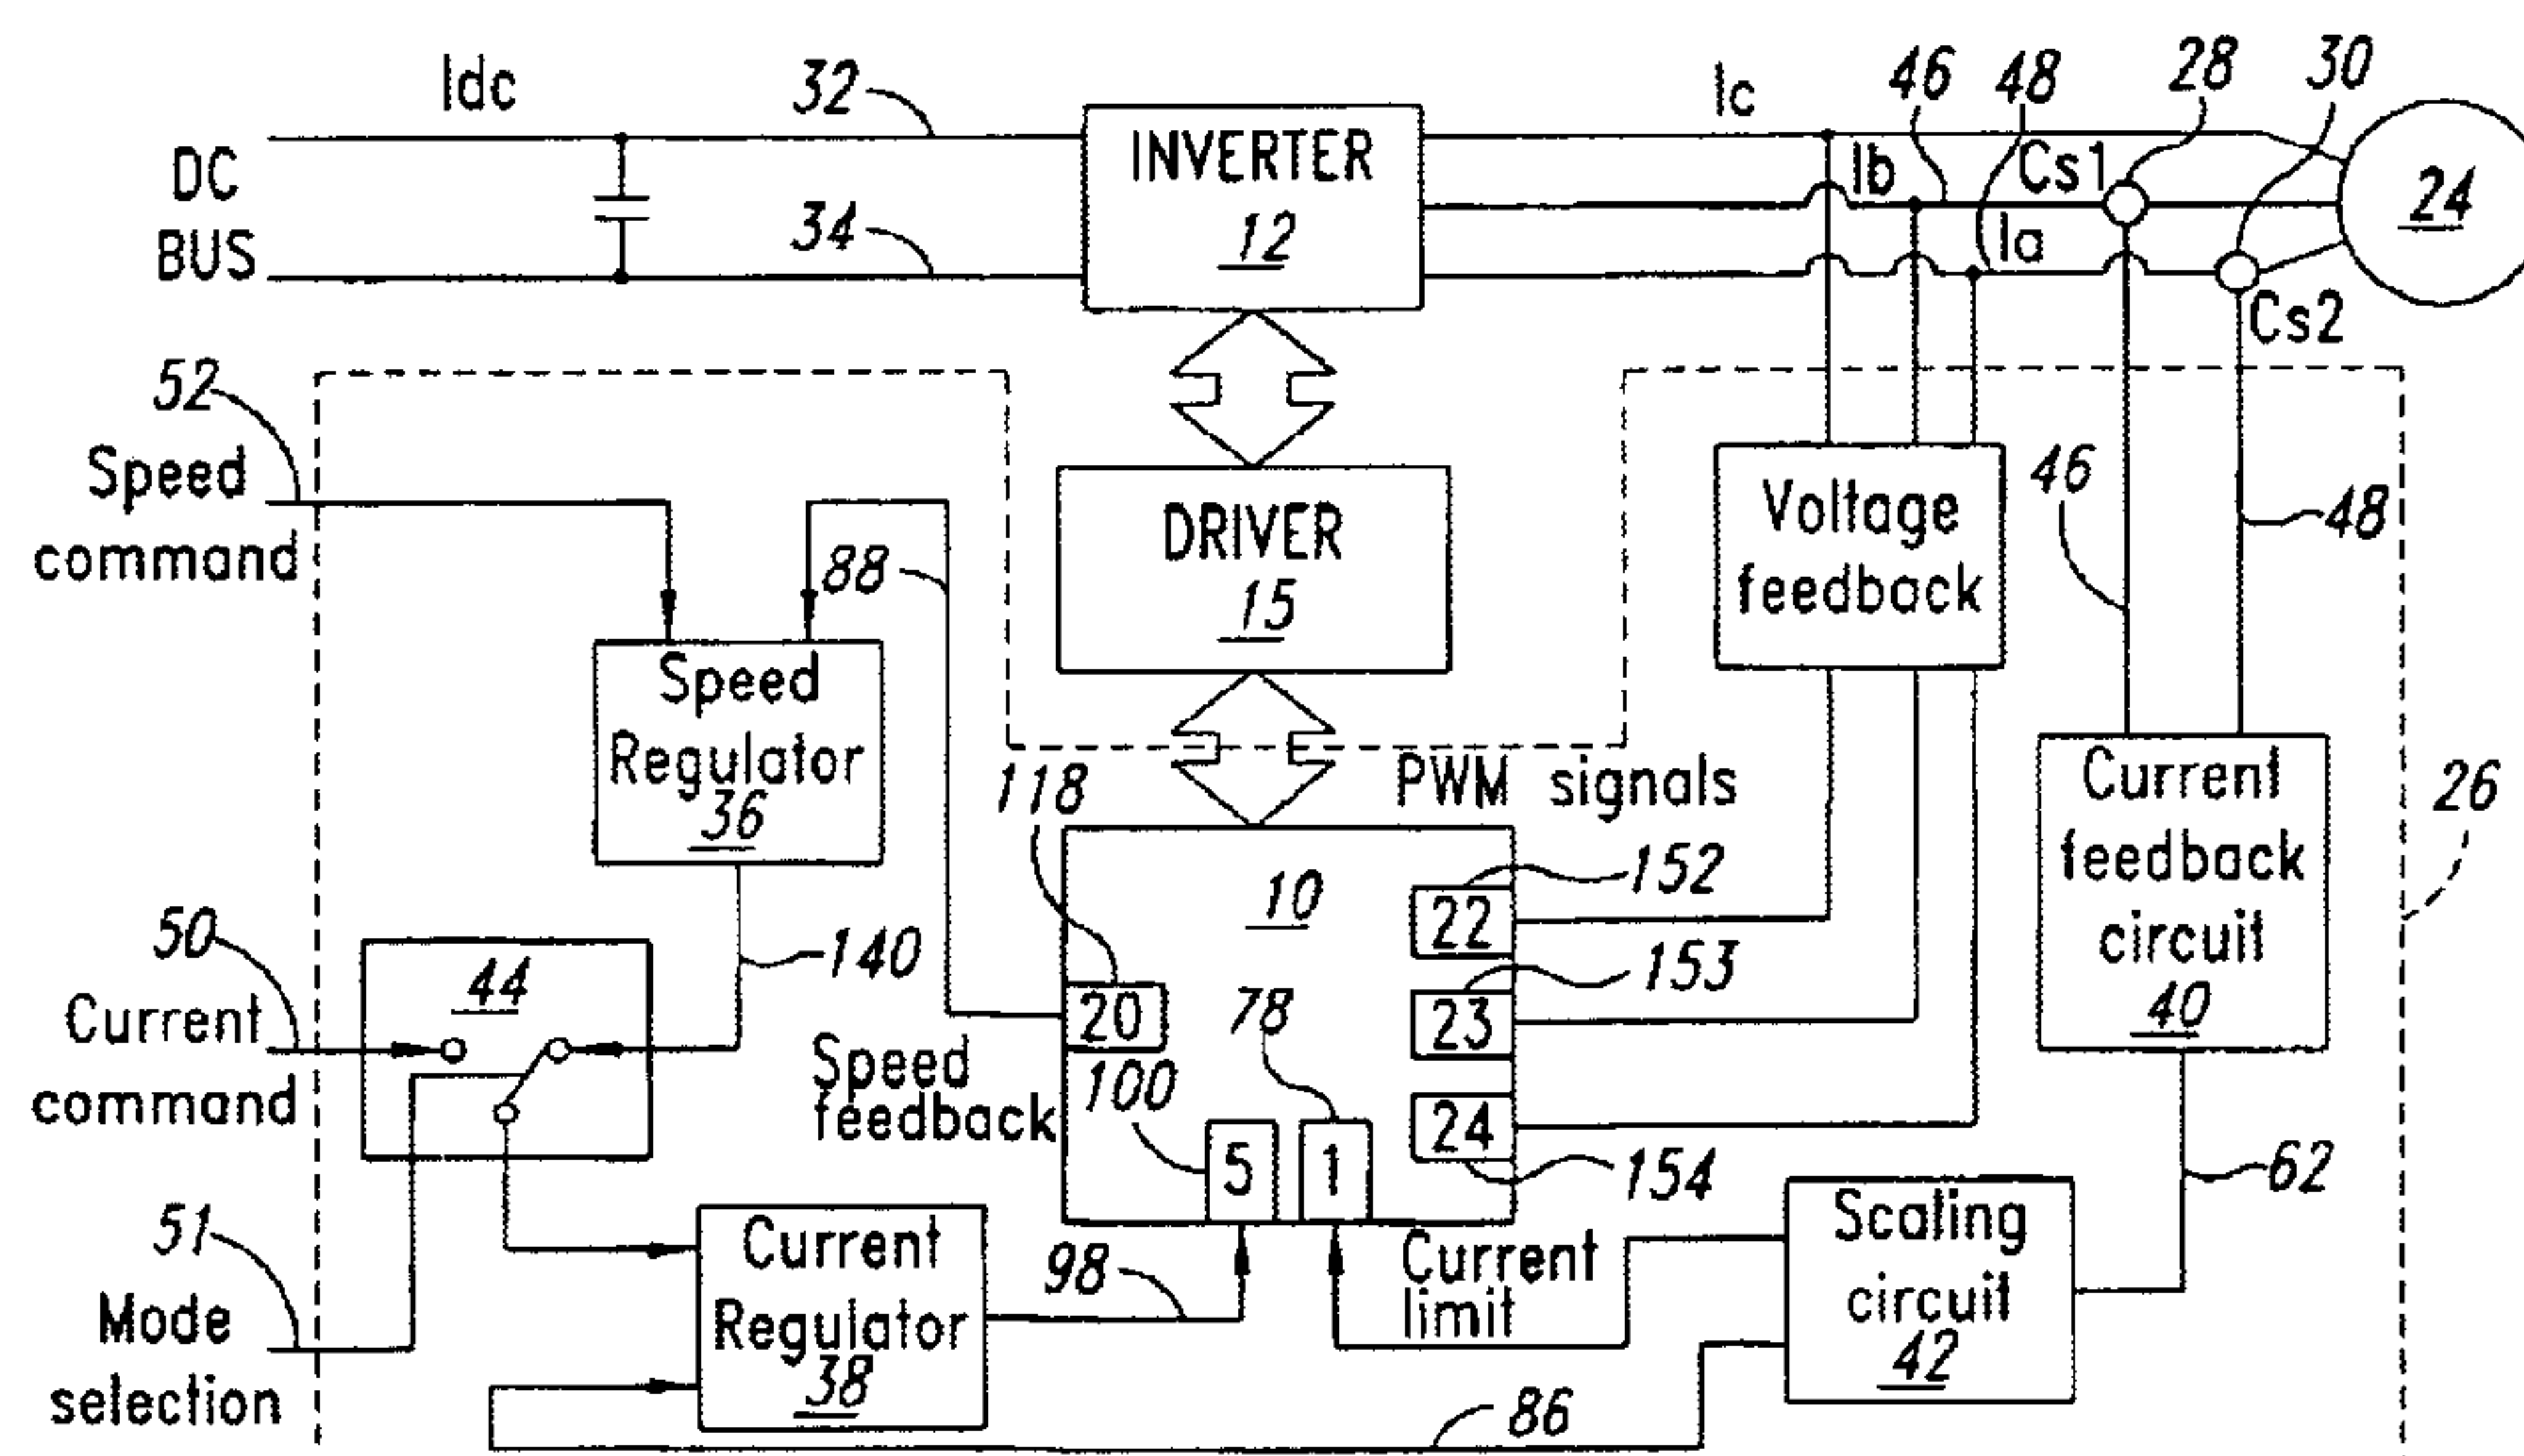 Idc
32
Ic
46
48
28
30
DC
BUS
INVERTER
12
Ib
Cs1
24
34
Ia
Cs2
52
Speed
command
88
DRIVER
15
Voltage
feedback
46
48
Speed
Regulator
36
118
PWM signals
Current
feedback
circuit
40
26
10
22
152
50
Current
command
44
140
20
23
153
78
Speed
feedback
100
5
1
24
154
62
51
Mode
selection
Current
Regulator
38
98
Current
limit
Scaling
circuit
42
86